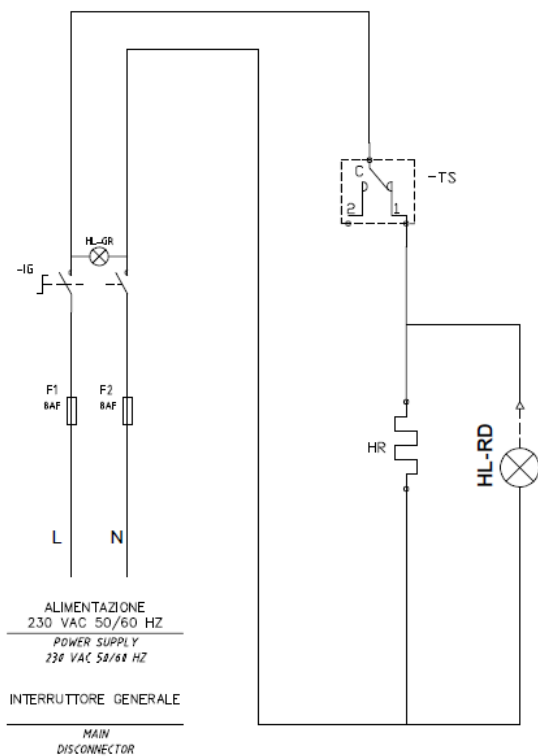 C
-TS
2
1
HL-GR
-IG
F1
8AF
F2
8AF
HR
HL-RD
L
N
ALIMENTAZIONE
230 VAC 50/60 HZ
POWER SUPPLY
230 VAC 50/60 HZ
INTERRUTTORE GENERALE
MAIN
DISCONNECTOR